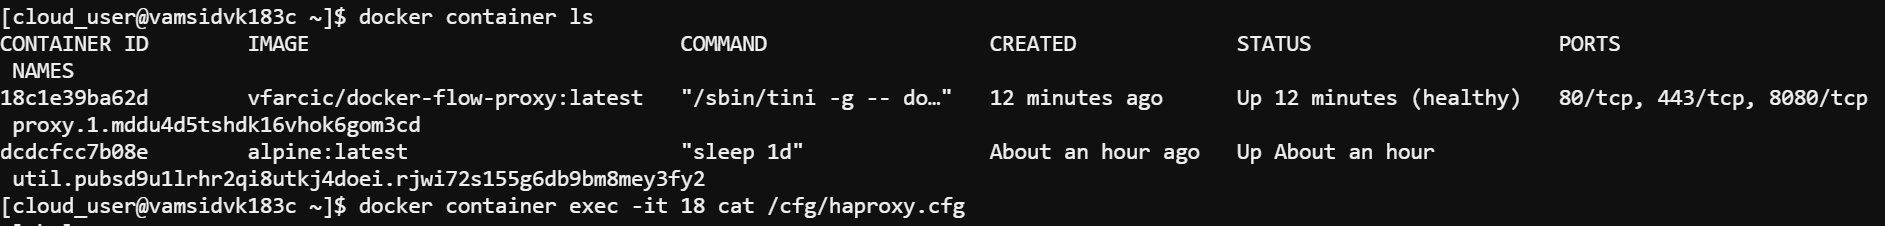 [cloud_user@vamsidvk183c ~]$ docker container ls
CONTAINER ID        IMAGE                              COMMAND                  CREATED             STATUS                    PORTS
 NAMES
18c1e39ba62d        vfarcic/docker-flow-proxy:latest   "/sbin/tini -g -- do…"   12 minutes ago      Up 12 minutes (healthy)   80/tcp, 443/tcp, 8080/tcp
 proxy.1.mddu4d5tshdk16vhok6gom3cd
dcdcfcc7b08e        alpine:latest                      "sleep 1d"               About an hour ago   Up About an hour
 util.pubsd9u1lrhr2qi8utkj4doei.rjwi72s155g6db9bm8mey3fy2
[cloud_user@vamsidvk183c ~]$ docker container exec -it 18 cat /cfg/haproxy.cfg